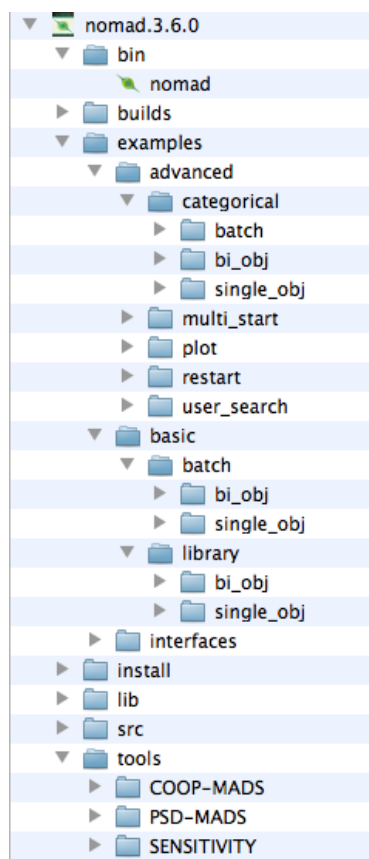 nomad.3.6.0
bin
nomad
builds
examples
advanced
categorical
batch
bi_obj
single_obj
multi_start
plot
restart
user_search
basic
batch
bi_obj
single_obj
library
bi_obj
single_obj
interfaces
install
lib
src
tools
COOP-MADS
PSD-MADS
SENSITIVITY